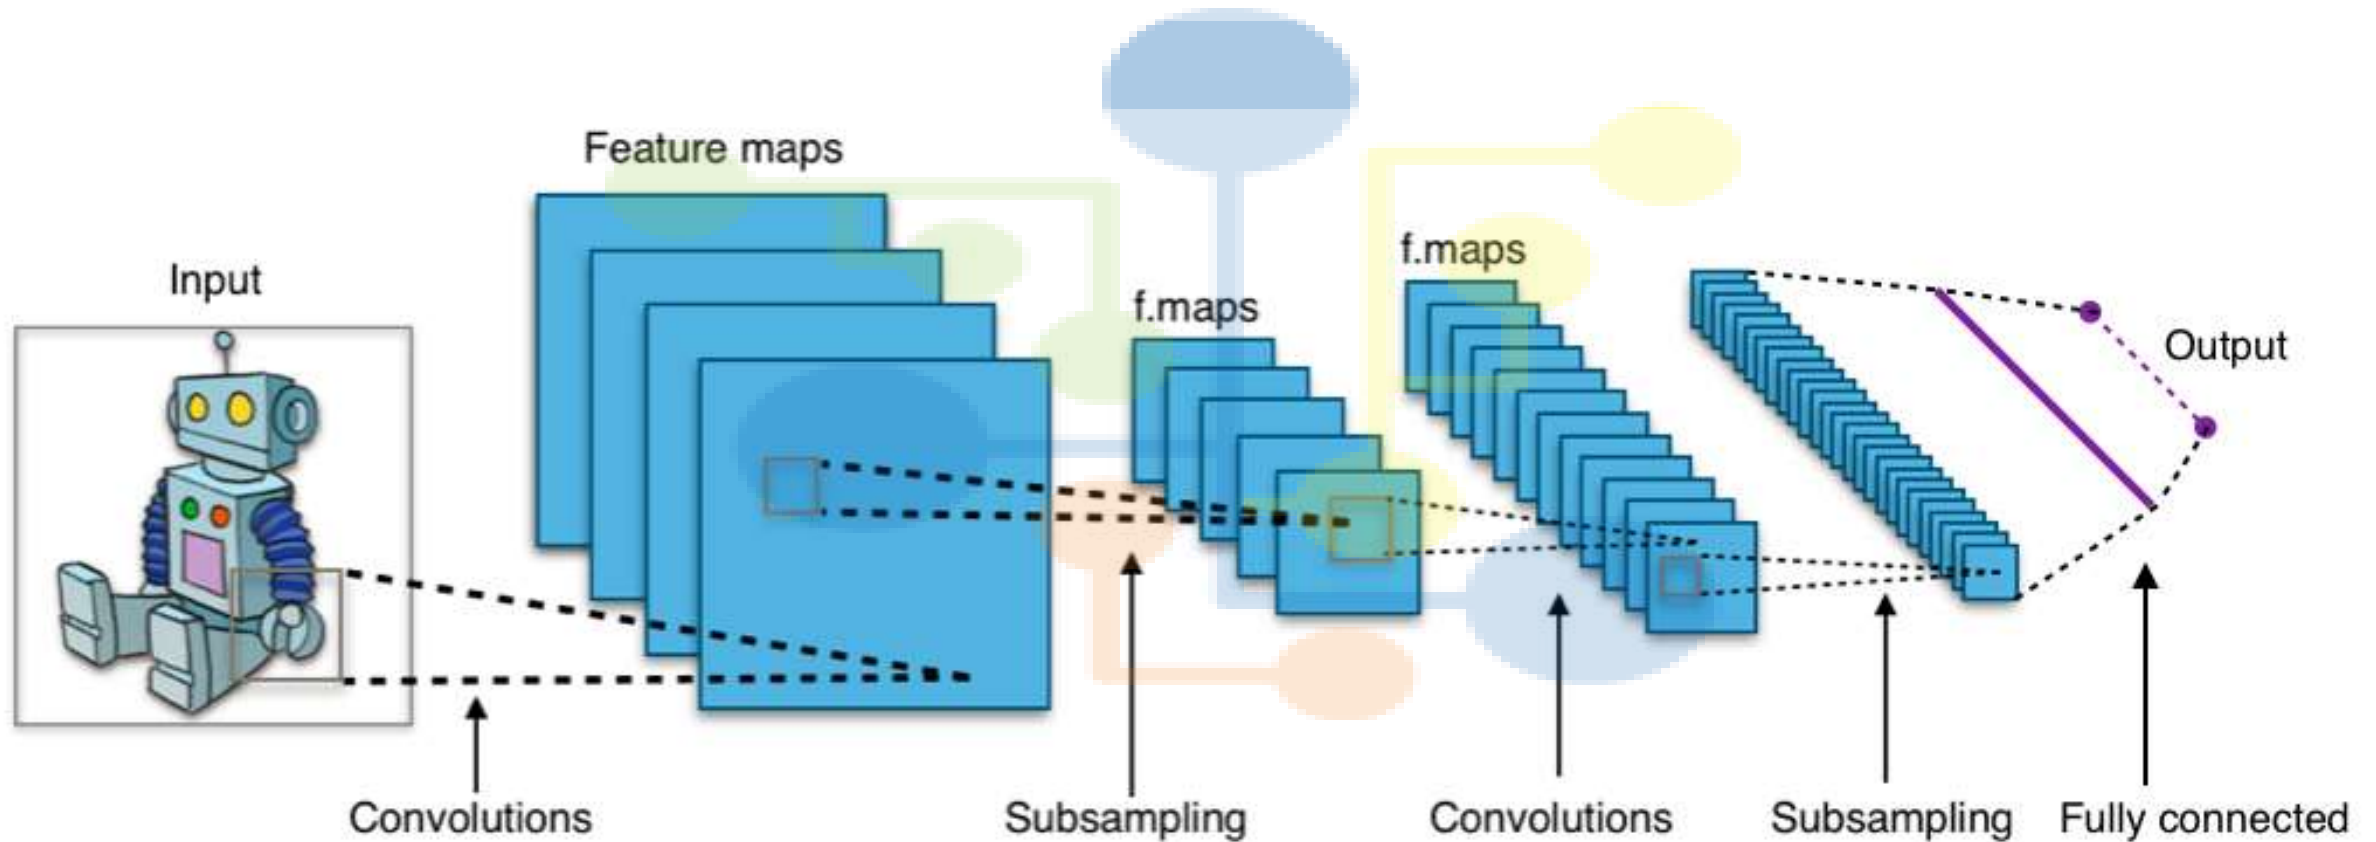 Input
Feature maps
f.maps
f.maps
Output
Convolutions
Subsampling
Convolutions
Subsampling
Fully connected